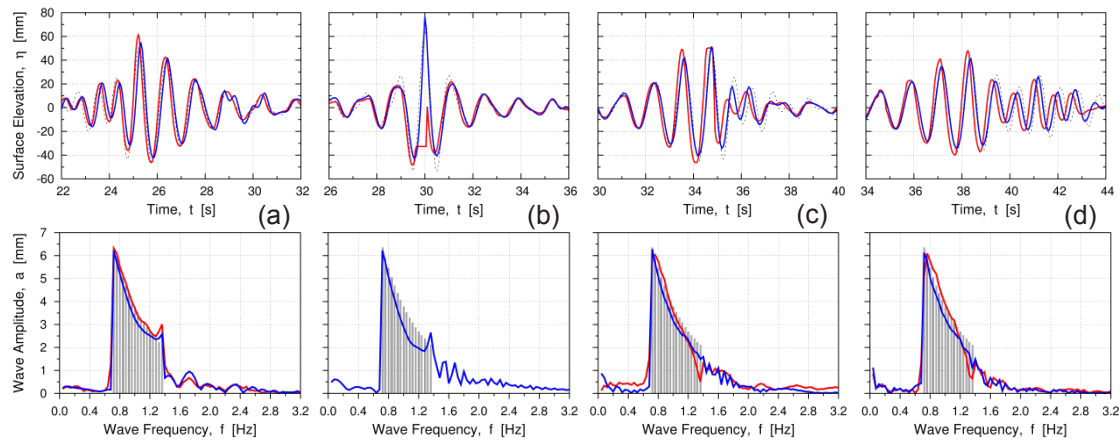 Surface Elevation, η [mm]
80
60
40
20
0
-20
-40
-60
22 24 26 28 30 32
26 28 30 32 34 36
30 32 34 36 38 40
34 36 38 40 42 44
Time, t [s] (a)
Time, t [s] (b)
Time, t [s] (c)
Time, t [s] (d)
Wave Amplitude, a [mm]
7
6
5
4
3
2
1
0
0.0 0.4 0.8 1.2 1.6 2.0 2.4 2.8 3.2
0.0 0.4 0.8 1.2 1.6 2.0 2.4 2.8 3.2
0.0 0.4 0.8 1.2 1.6 2.0 2.4 2.8 3.2
0.0 0.4 0.8 1.2 1.6 2.0 2.4 2.8 3.2
Wave Frequency, f [Hz]
Wave Frequency, f [Hz]
Wave Frequency, f [Hz]
Wave Frequency, f [Hz]